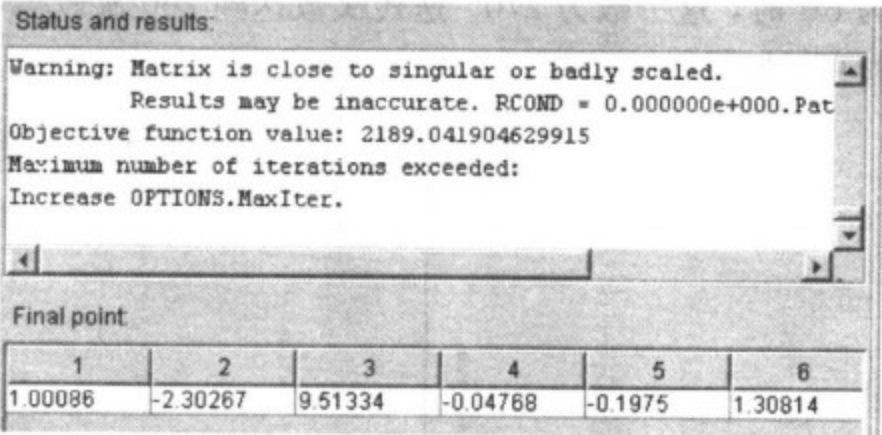 Status and results:
Warning: Matrix is close to singular or badly scaled.
Results may be inaccurate. RCOND = 0.000000e+000.Pat
Objective function value: 2189.041904629915
Maximum number of iterations exceeded:
Increase OPTIONS.MaxIter.
Final point:
1 2 3 4 5 6
1.00086 -2.30267 9.51334 -0.04768 -0.1975 1.30814